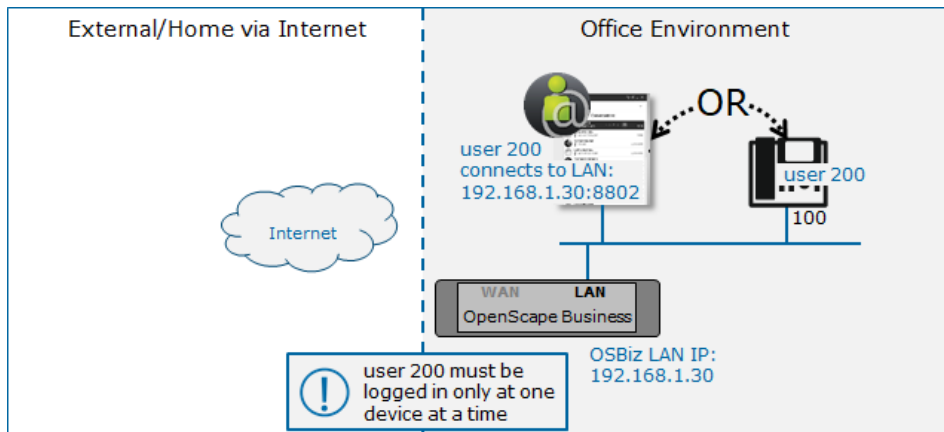 External/Home via Internet
Office Environment
OR
@
user 200
connects to LAN:
192.168.1.30:8802
user 200
100
Internet
WAN LAN
OpenScape Business
OSBiz LAN IP:
192.168.1.30
user 200 must be
logged in only at one
device at a time